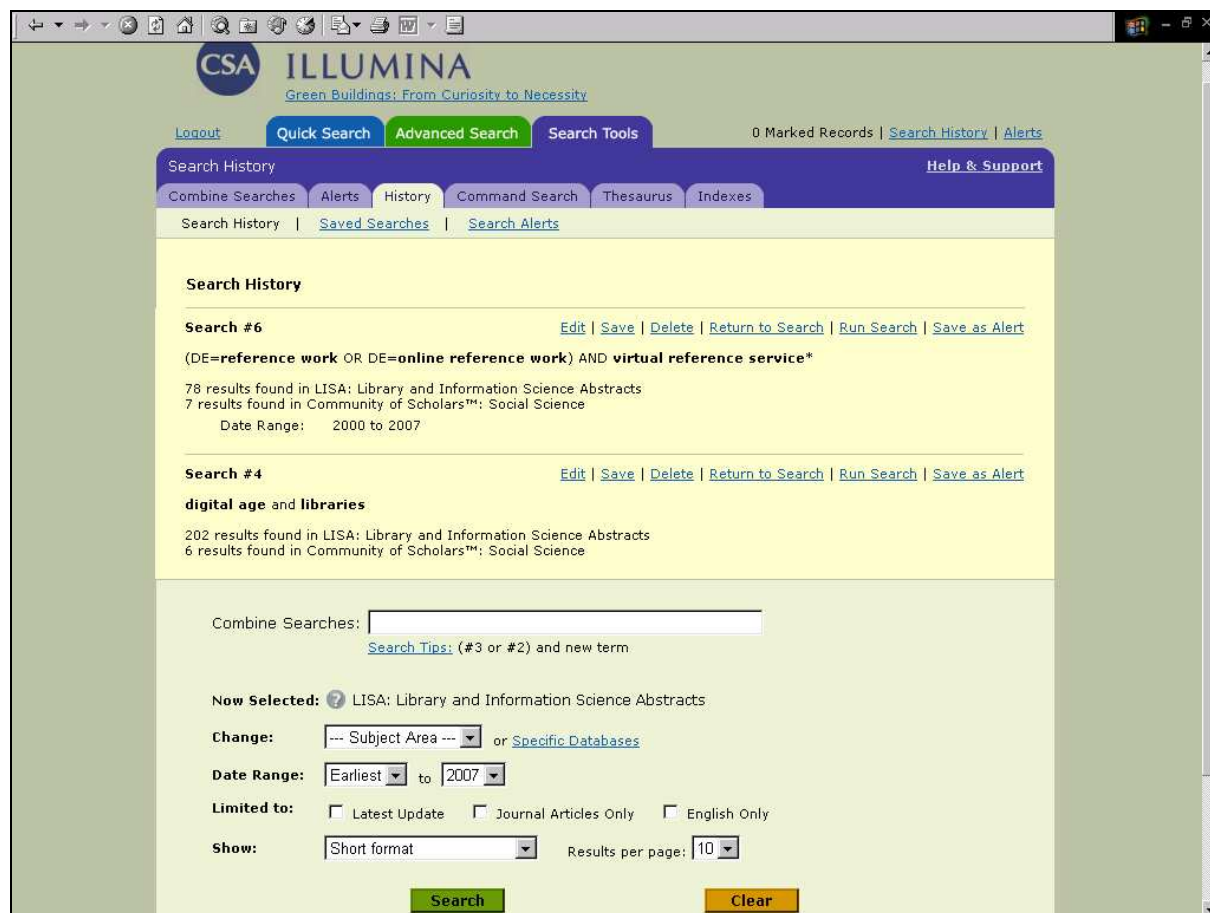 CSA ILLUMINA
Green Buildings: From Curiosity to Necessity
Logout Quick Search Advanced Search Search Tools 0 Marked Records | Search History | Alerts
Search History Help & Support
Combine Searches Alerts History Command Search Thesaurus Indexes
Search History | Saved Searches | Search Alerts
Search History
Search #6 Edit | Save | Delete | Return to Search | Run Search | Save as Alert
(DE=reference work OR DE=online reference work) AND virtual reference service*
78 results found in LISA: Library and Information Science Abstracts
7 results found in Community of Scholars™: Social Science
Date Range: 2000 to 2007
Search #4 Edit | Save | Delete | Return to Search | Run Search | Save as Alert
digital age and libraries
202 results found in LISA: Library and Information Science Abstracts
6 results found in Community of Scholars™: Social Science
Combine Searches:
Search Tips: (#3 or #2) and new term
Now Selected: ? LISA: Library and Information Science Abstracts
Change: --- Subject Area --- or Specific Databases
Date Range: Earliest to 2007
Limited to: Latest Update Journal Articles Only English Only
Show: Short format Results per page: 10
Search Clear